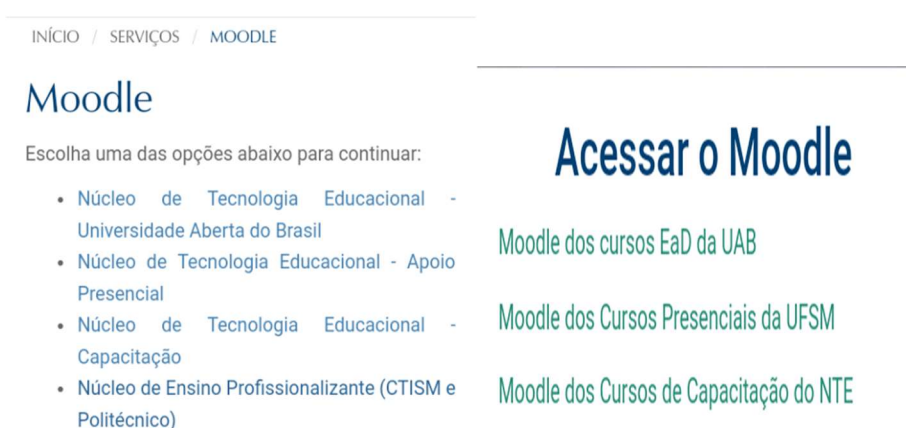 INÍCIO / SERVIÇOS / MOODLE
Moodle
Escolha uma das opções abaixo para continuar:
• Núcleo de Tecnologia Educacional -
Universidade Aberta do Brasil
• Núcleo de Tecnologia Educacional - Apoio
Presencial
• Núcleo de Tecnologia Educacional -
Capacitação
• Núcleo de Ensino Profissionalizante (CTISM e
Politécnico)
Acessar o Moodle
Moodle dos cursos EaD da UAB
Moodle dos Cursos Presenciais da UFSM
Moodle dos Cursos de Capacitação do NTE